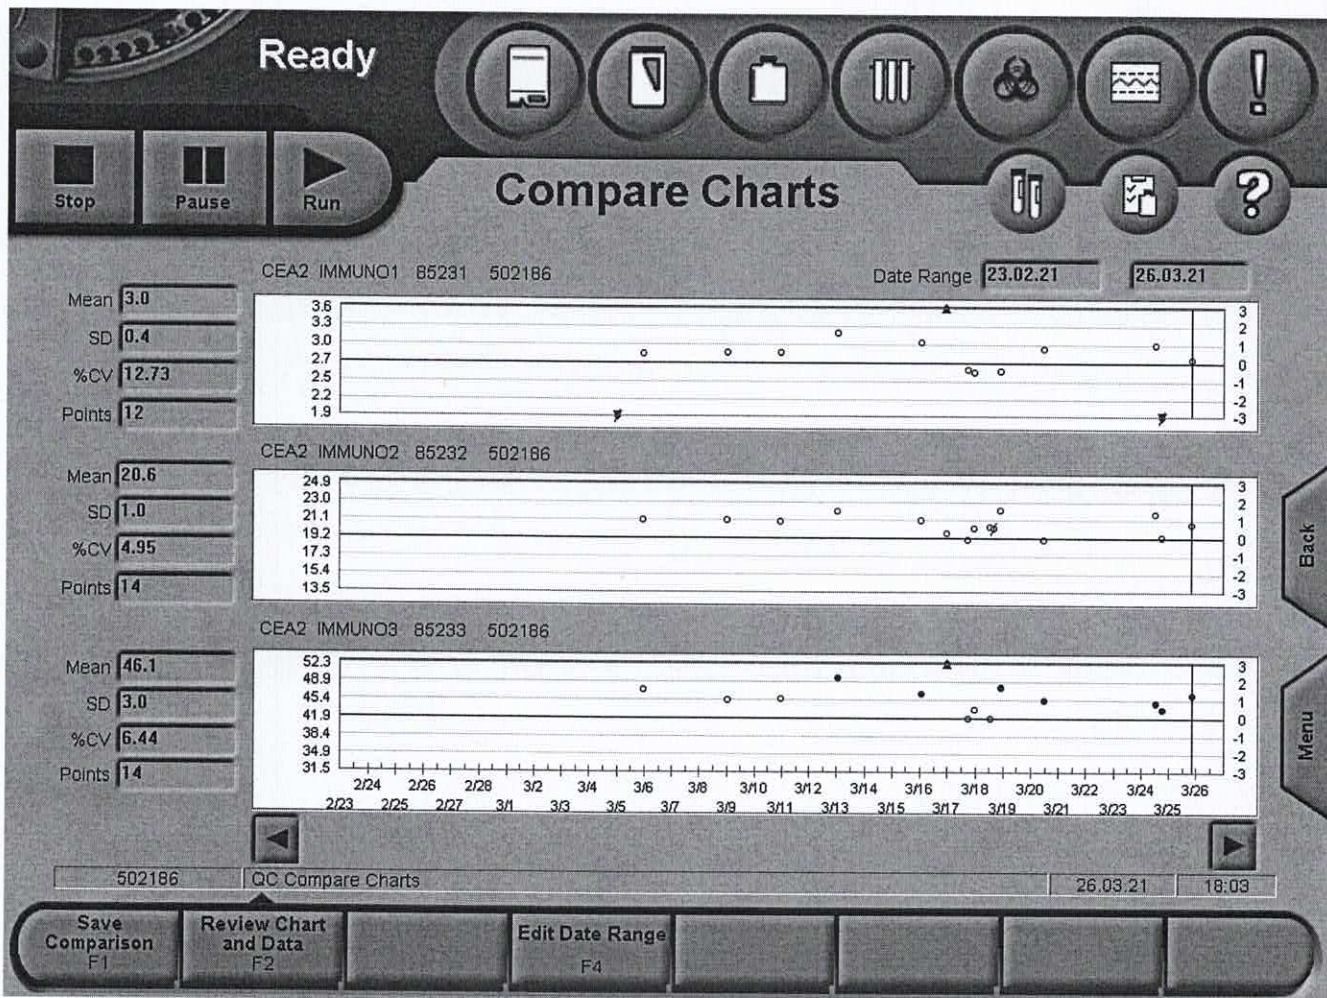 Ready
Stop
Pause
Run
Compare Charts
?
CEA2 IMMUNO1 85231 502186
Date Range 23.02.21 26.03.21
Mean 3.0
SD 0.4
%CV 12.73
Points 12
3.6
3.3
3.0
2.7
2.5
2.2
1.9
3
2
1
0
-1
-2
-3
CEA2 IMMUNO2 85232 502186
Mean 20.6
SD 1.0
%CV 4.95
Points 14
24.9
23.0
21.1
19.2
17.3
15.4
13.5
3
2
1
0
-1
-2
-3
Back
CEA2 IMMUNO3 85233 502186
Mean 46.1
SD 3.0
%CV 6.44
Points 14
52.3
48.9
45.4
41.9
38.4
34.9
31.5
3
2
1
0
-1
-2
-3
Menu
2/24 2/26 2/28 3/2 3/4 3/6 3/8 3/10 3/12 3/14 3/16 3/18 3/20 3/22 3/24 3/26
2/23 2/25 2/27 3/1 3/3 3/5 3/7 3/9 3/11 3/13 3/15 3/17 3/19 3/21 3/23 3/25
502186 QC Compare Charts 26.03.21 18:03
Save Comparison F1
Review Chart and Data F2
Edit Date Range F4